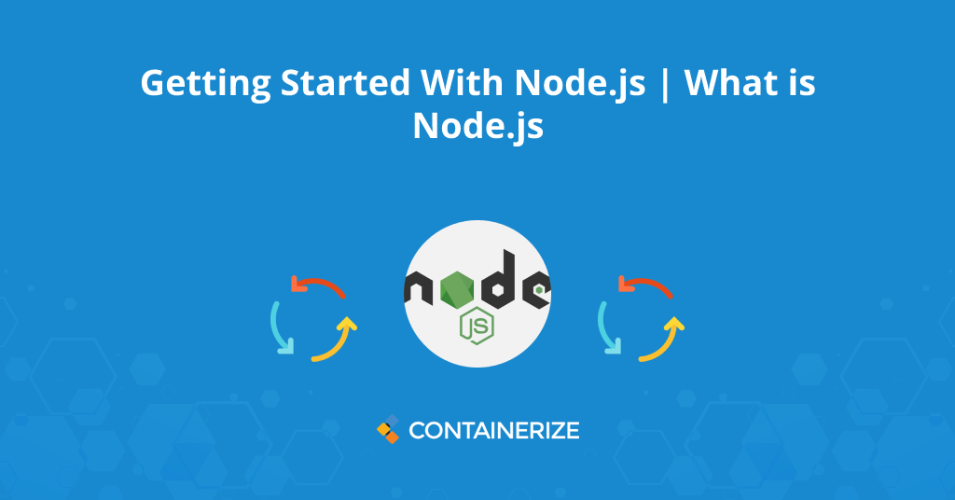 Getting Started With Node.js | What is
Node.js
node
JS
CONTAINERIZE